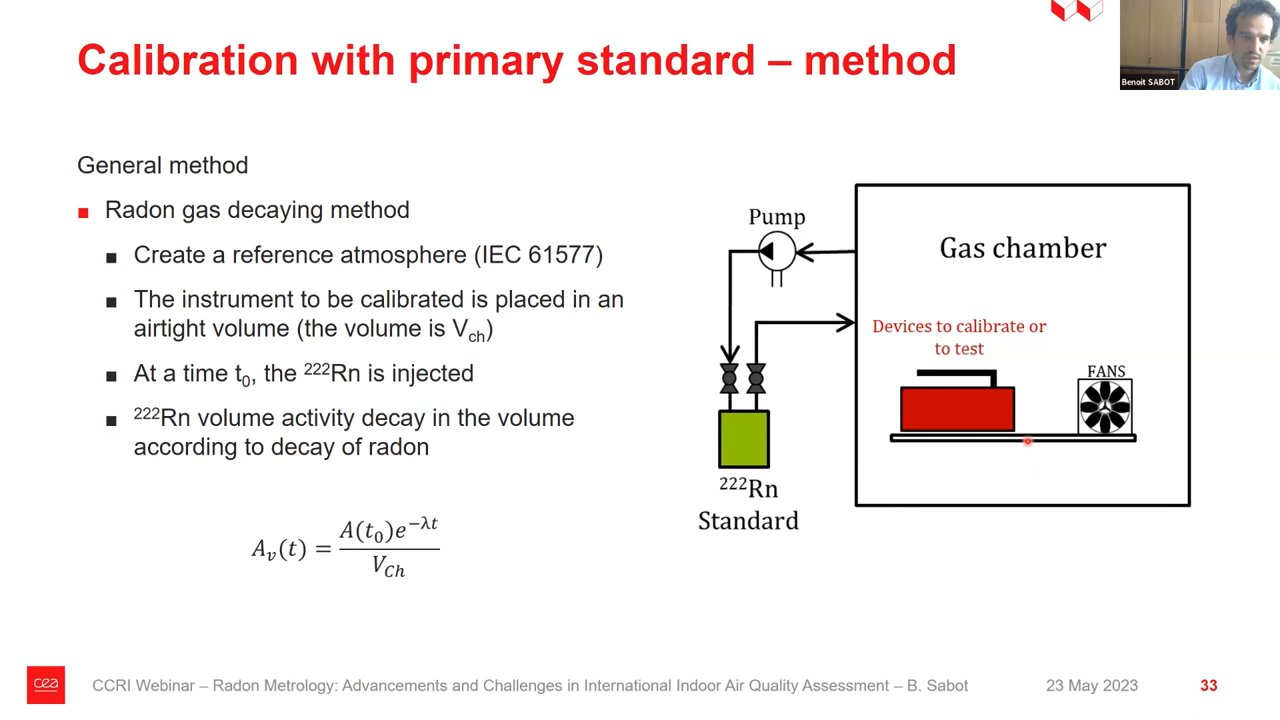 Calibration with primary standard – method
Benoit SABOT
General method
Radon gas decaying method
Create a reference atmosphere (IEC 61577)
The instrument to be calibrated is placed in an
airtight volume (the volume is V_ch)
At a time t₀, the ²²²Rn is injected
²²²Rn volume activity decay in the volume
according to decay of radon
A_v(t) = A(t₀)e^{−λt} / V_Ch
Pump
Gas chamber
Devices to calibrate or
to test
FANS
²²²Rn
Standard
cea
CCRI Webinar – Radon Metrology: Advancements and Challenges in International Indoor Air Quality Assessment – B. Sabot
23 May 2023
33